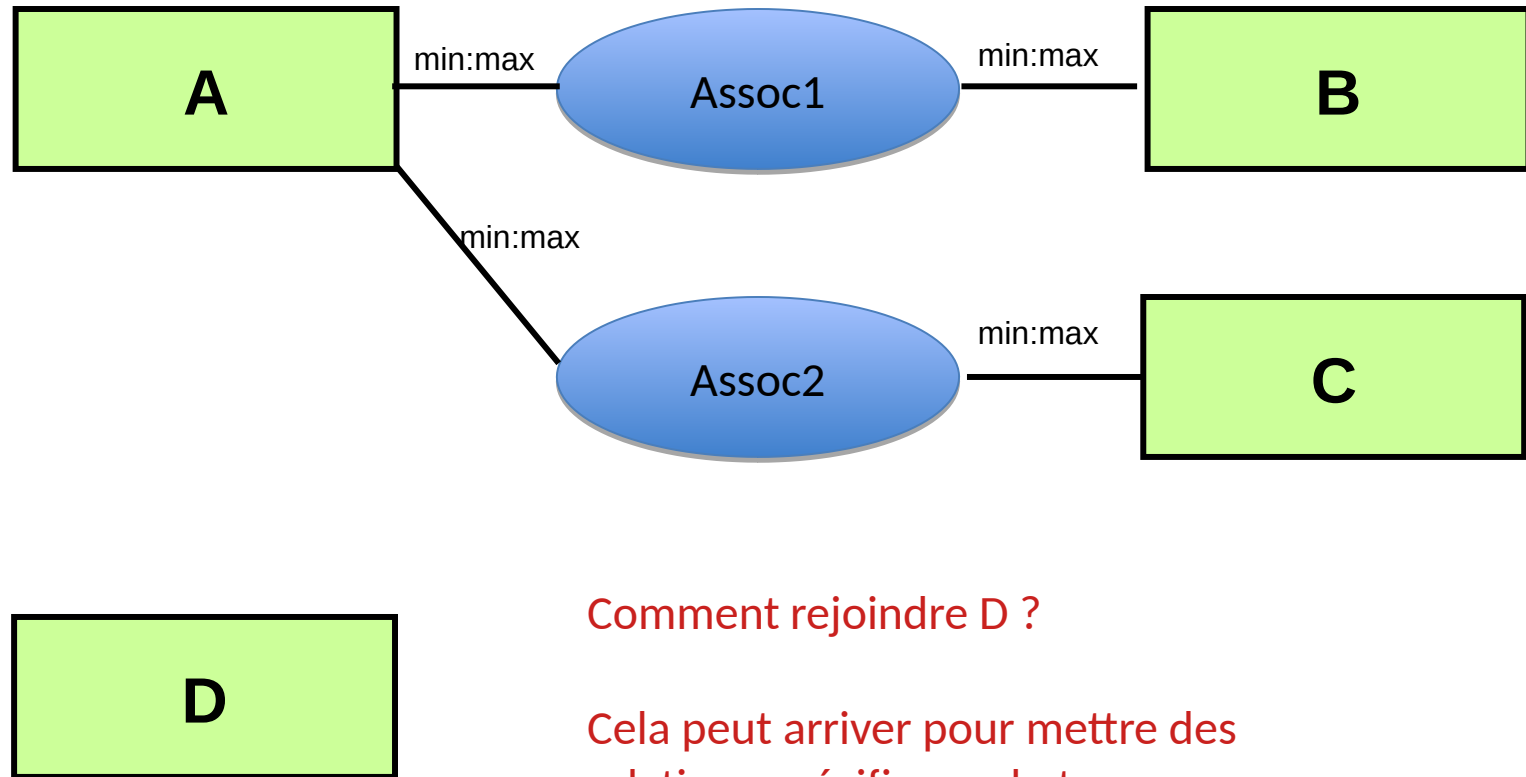 A
min:max
Assoc1
min:max
B
min:max
Assoc2
min:max
C
Comment rejoindre D ?
D
Cela peut arriver pour mettre des